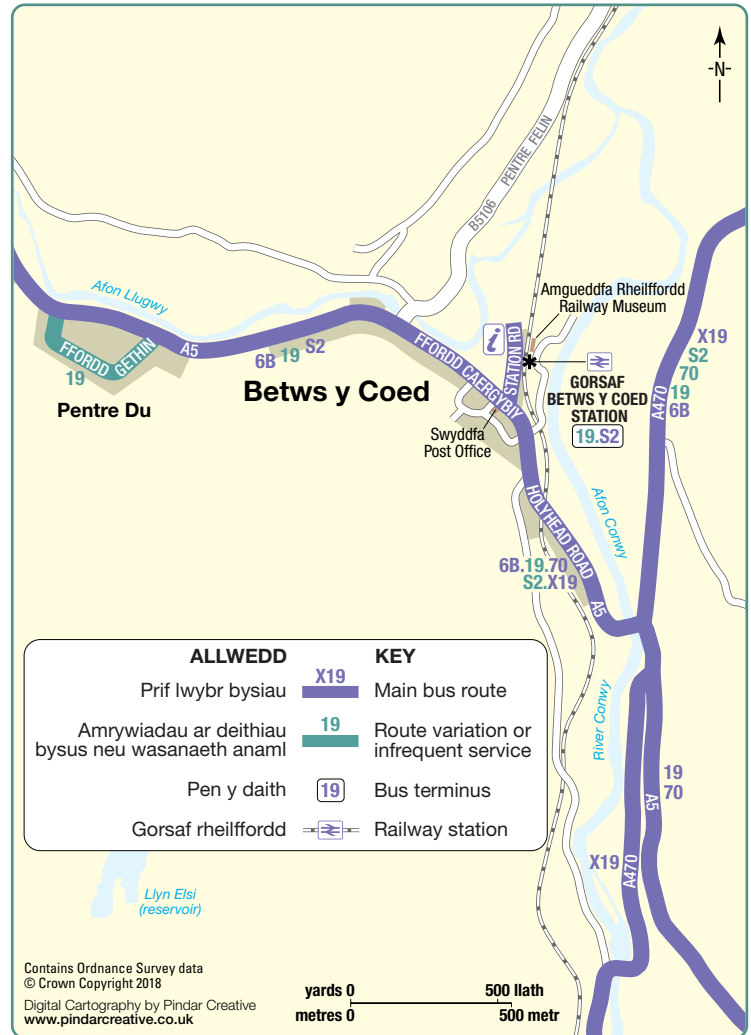 -N-
B5106 PENTRE FELIN
Afon Llugwy
FFORDD GETHIN
19
Pentre Du
A5
6B 19 S2
Betws y Coed
FFORDD CAERGYBIY
STATION RD
i
Amgueddfa Rheilffordd
Railway Museum
GORSAF
BETWS Y COED
STATION
19.S2
Swyddfa
Post Office
X19
S2
70
19
6B
A470
Afon Conwy
HOLYHEAD ROAD
6B.19.70
S2.X19
A5
River Conwy
19
70
A5
X19
A470
ALLWEDD KEY
Prif lwybr bysiau X19 Main bus route
Amrywiadau ar deithiau
bysus neu wasanaeth anaml
19
Route variation or
infrequent service
Pen y daith 19 Bus terminus
Gorsaf rheilffordd Railway station
Llyn Elsi
(reservoir)
Contains Ordnance Survey data
© Crown Copyright 2018
Digital Cartography by Pindar Creative
www.pindarcreative.co.uk
yards 0 500 llath
metres 0 500 metr